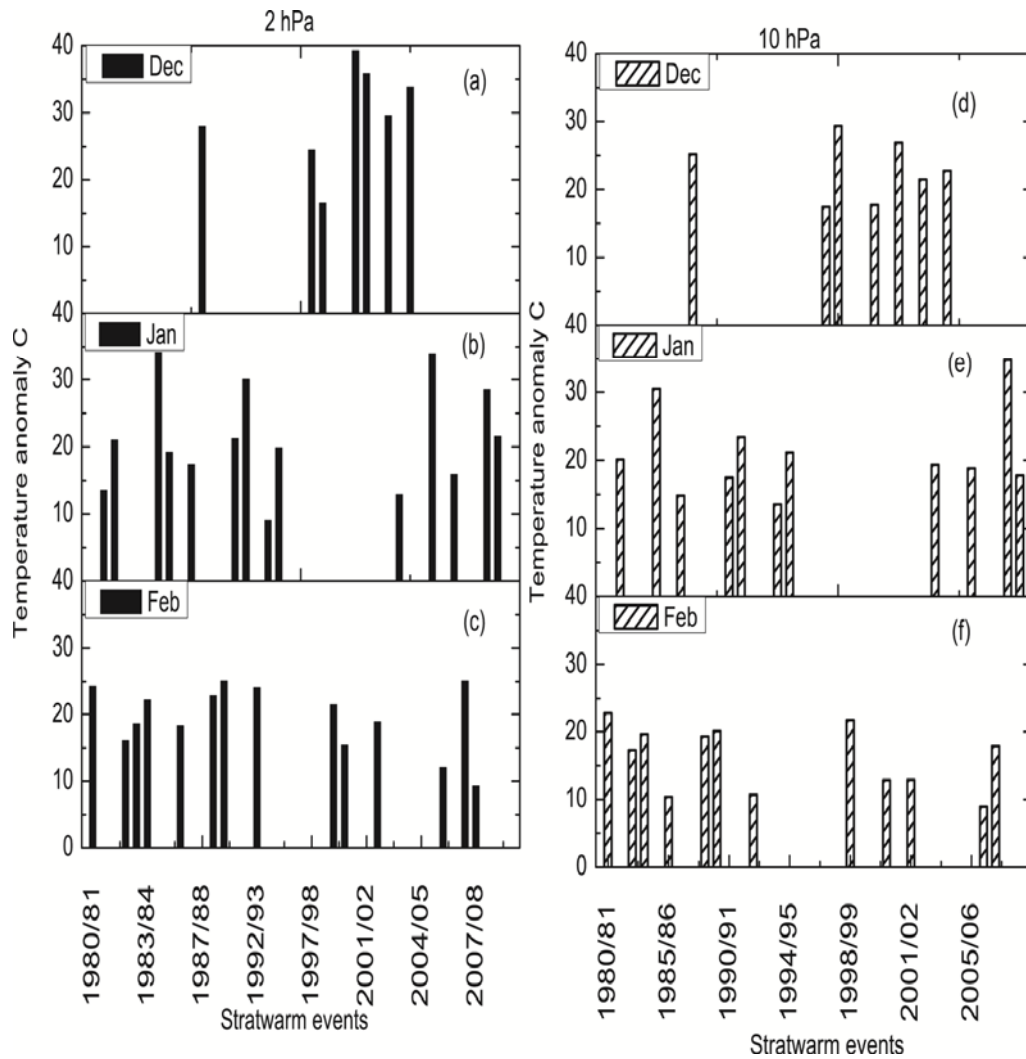 2 hPa
Temperature anomaly C
40
Dec
(a)
30
20
10
40
Jan
(b)
30
20
10
40
Feb
(c)
30
20
10
0
1980/81
1983/84
1987/88
1992/93
1997/98
2001/02
2004/05
2007/08
Stratwarm events
10 hPa
Temperature anomaly C
40
Dec
(d)
30
20
10
40
Jan
(e)
30
20
10
40
Feb
(f)
30
20
10
0
1980/81
1985/86
1990/91
1994/95
1998/99
2001/02
2005/06
Stratwarm events